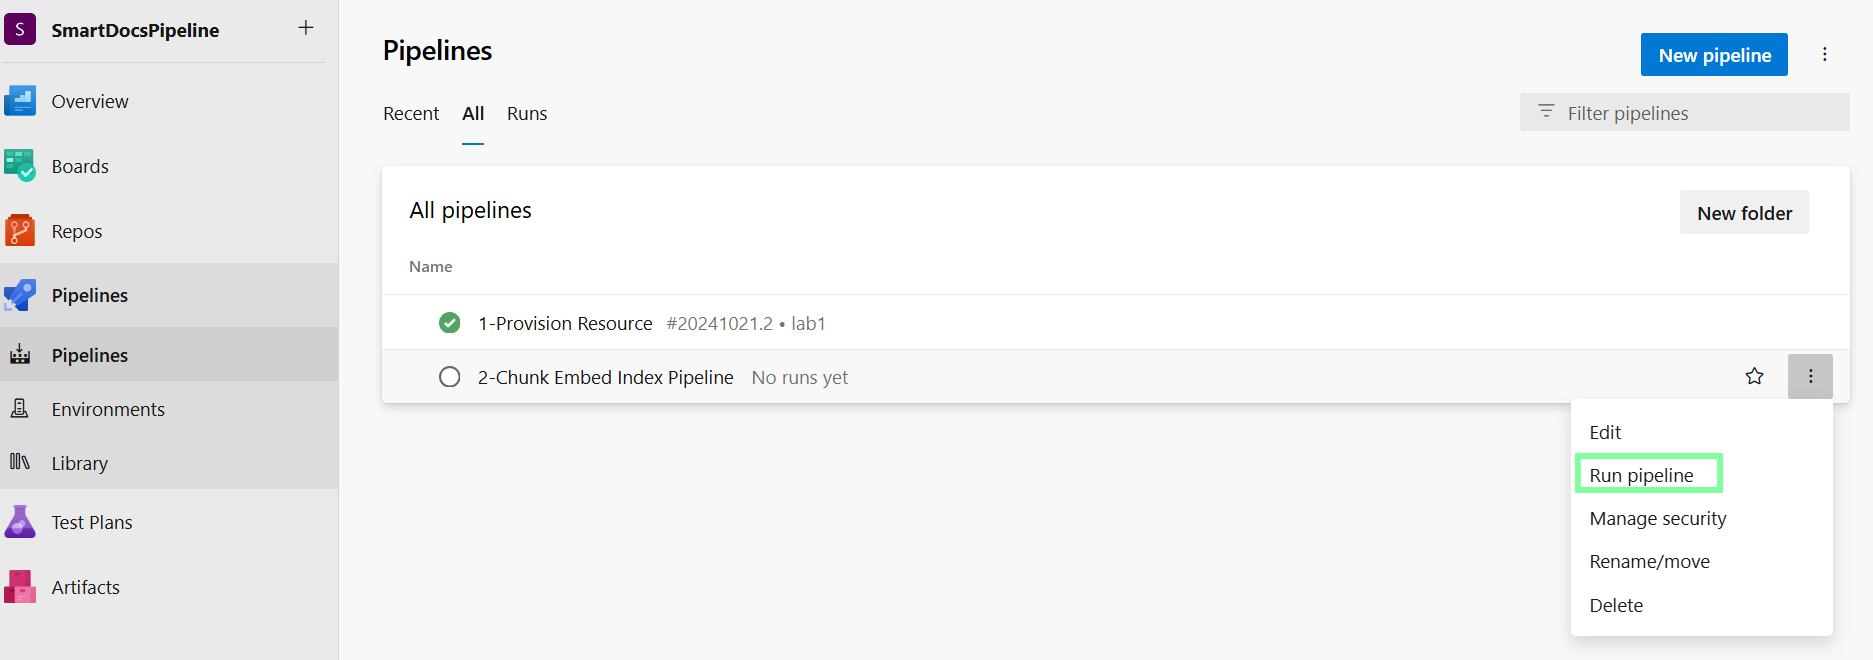 S SmartDocsPipeline +
Overview
Boards
Repos
Pipelines
Pipelines
Environments
Library
Test Plans
Artifacts
Pipelines
New pipeline
Recent All Runs
Filter pipelines
All pipelines
New folder
Name
1-Provision Resource #20241021.2 • lab1
2-Chunk Embed Index Pipeline No runs yet
Edit
Run pipeline
Manage security
Rename/move
Delete